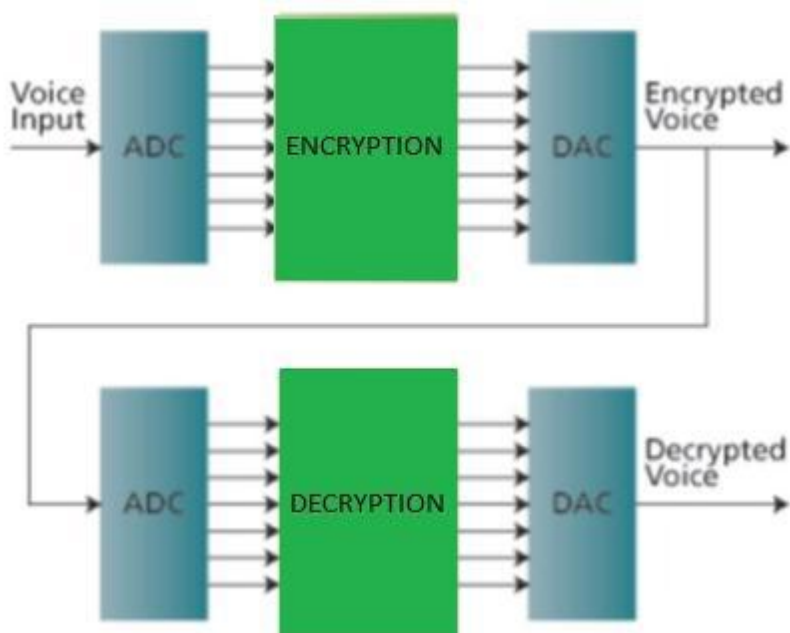 Voice
Input
ADC
ENCRYPTION
DAC
Encrypted
Voice
ADC
DECRYPTION
DAC
Decrypted
Voice